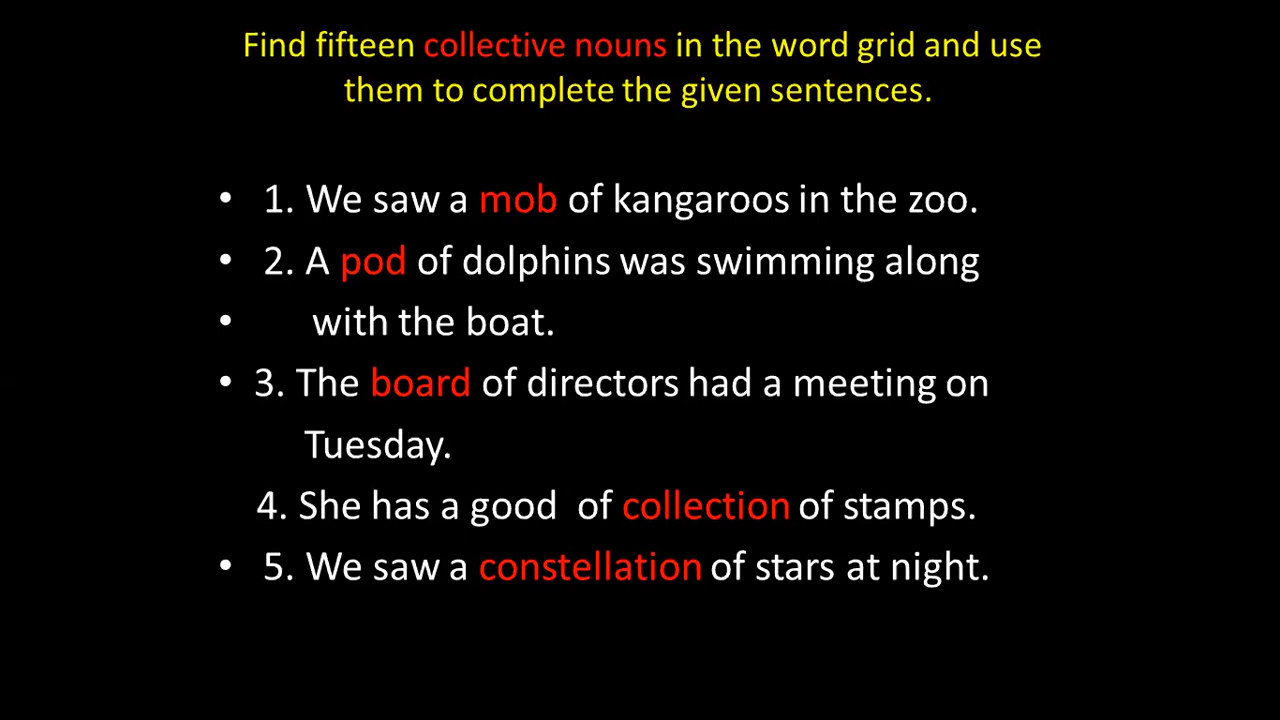 Find fifteen collective nouns in the word grid and use
them to complete the given sentences.
• 1. We saw a mob of kangaroos in the zoo.
• 2. A pod of dolphins was swimming along
• with the boat.
• 3. The board of directors had a meeting on
Tuesday.
4. She has a good of collection of stamps.
• 5. We saw a constellation of stars at night.